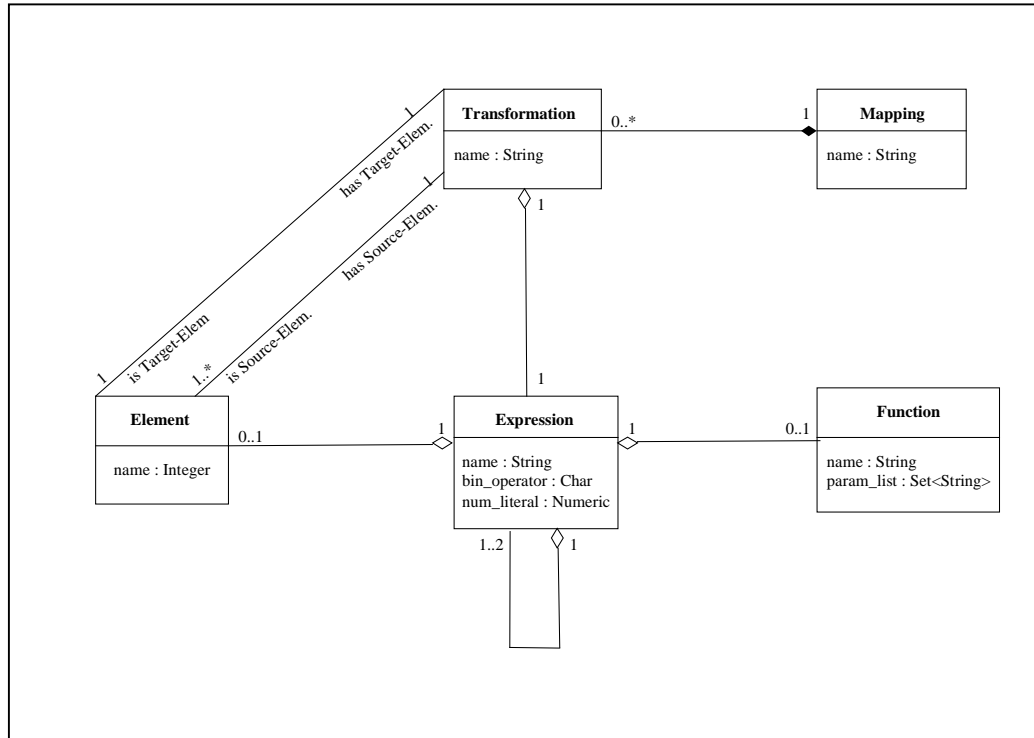 Transformation
name : String
Mapping
name : String
1
0..*
1
has Target-Elem.
1
has Source-Elem.
1
is Target-Elem
1
is Source-Elem.
1..*
1
1
Element
name : Integer
0..1
1
Expression
name : String
bin_operator : Char
num_literal : Numeric
1
0..1
Function
name : String
param_list : Set<String>
1..2
1